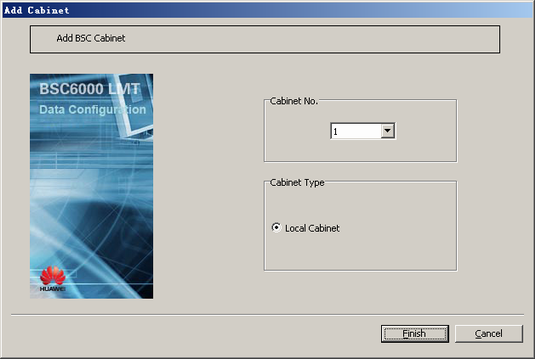 Add Cabinet
Add BSC Cabinet
BSC6000 LMT
Data Configuration
HUAWEI
Cabinet No.
1
Cabinet Type
Local Cabinet
Finish
Cancel